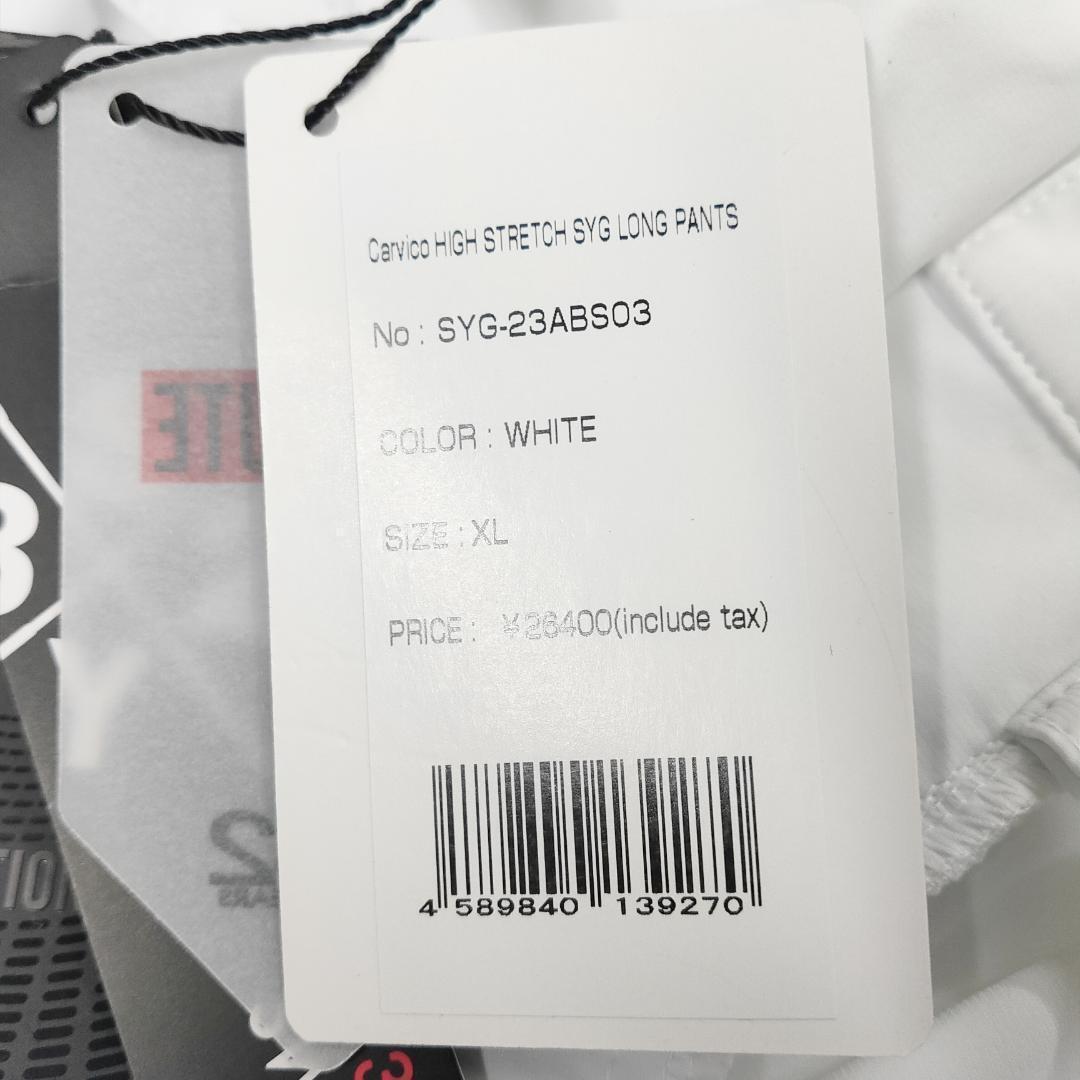 Carvico HIGH STRETCH SYG LONG PANTS
No : SYG-23ABS03
COLOR : WHITE
SIZE : XL
PRICE : ¥26400(include tax)
4 589840 139270